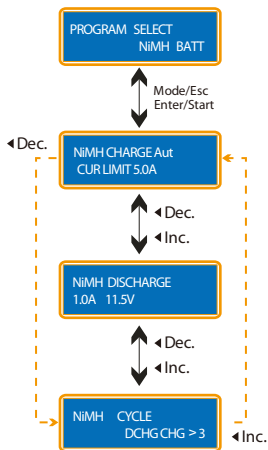 PROGRAM SELECT
NiMH BATT
Mode/Esc
Enter/Start
◄Dec.
NiMH CHARGE Aut
CUR LIMIT 5.0A
◄Dec.
◄Inc.
NiMH DISCHARGE
1.0A 11.5V
◄Dec.
◄Inc.
NiMH CYCLE
DCHG CHG > 3
◄Inc.